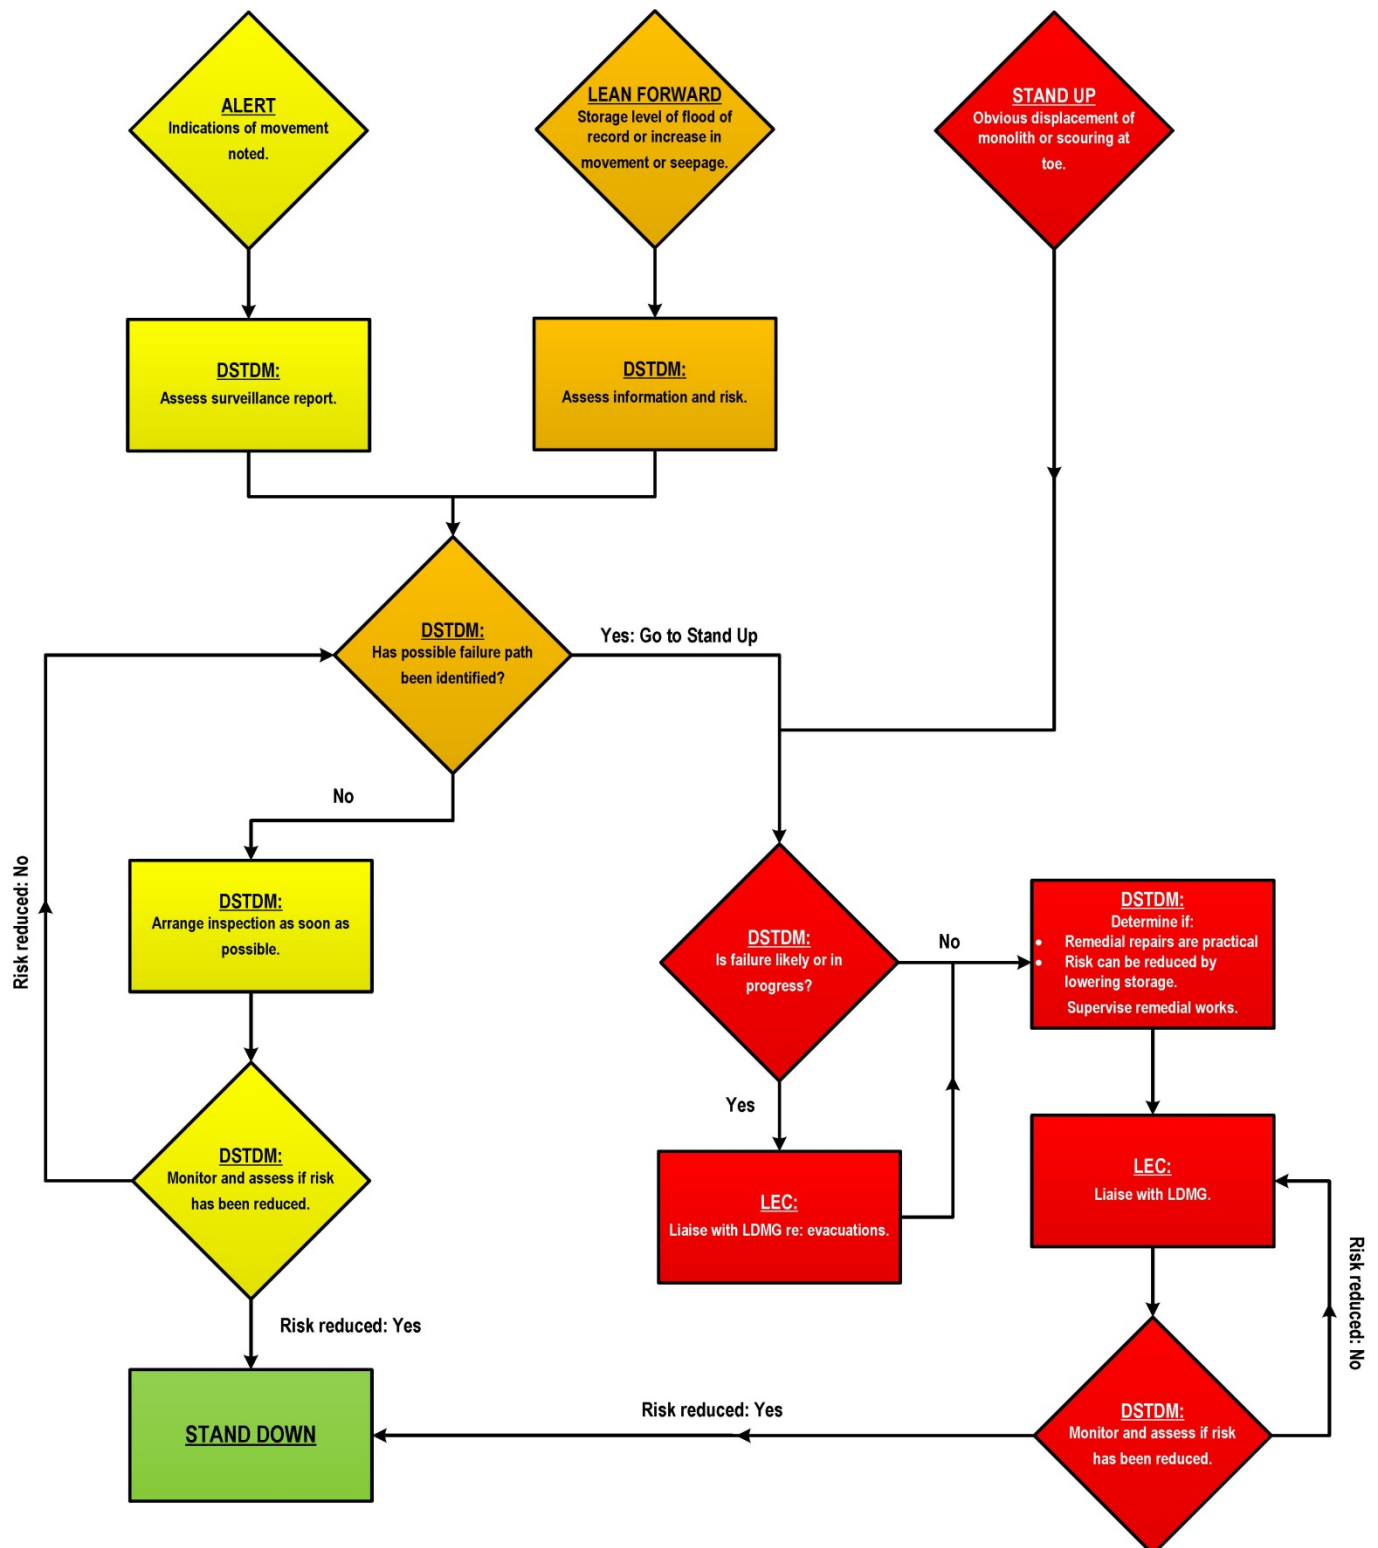 ALERT
Indications of movement
noted.
LEAN FORWARD
Storage level of flood of
record or increase in
movement or seepage.
STAND UP
Obvious displacement of
monolith or scouring at
toe.
DSTDM:
Assess surveillance report.
DSTDM:
Assess information and risk.
DSTDM:
Has possible failure path
been identified?
Yes: Go to Stand Up
No
Risk reduced: No
DSTDM:
Arrange inspection as soon as
possible.
DSTDM:
Is failure likely or in
progress?
No
DSTDM:
Determine if:
• Remedial repairs are practical
• Risk can be reduced by
lowering storage.
Supervise remedial works.
Yes
DSTDM:
Monitor and assess if risk
has been reduced.
LEC:
Liaise with LDMG re: evacuations.
LEC:
Liaise with LDMG.
Risk reduced: No
Risk reduced: Yes
STAND DOWN
Risk reduced: Yes
DSTDM:
Monitor and assess if risk
has been reduced.